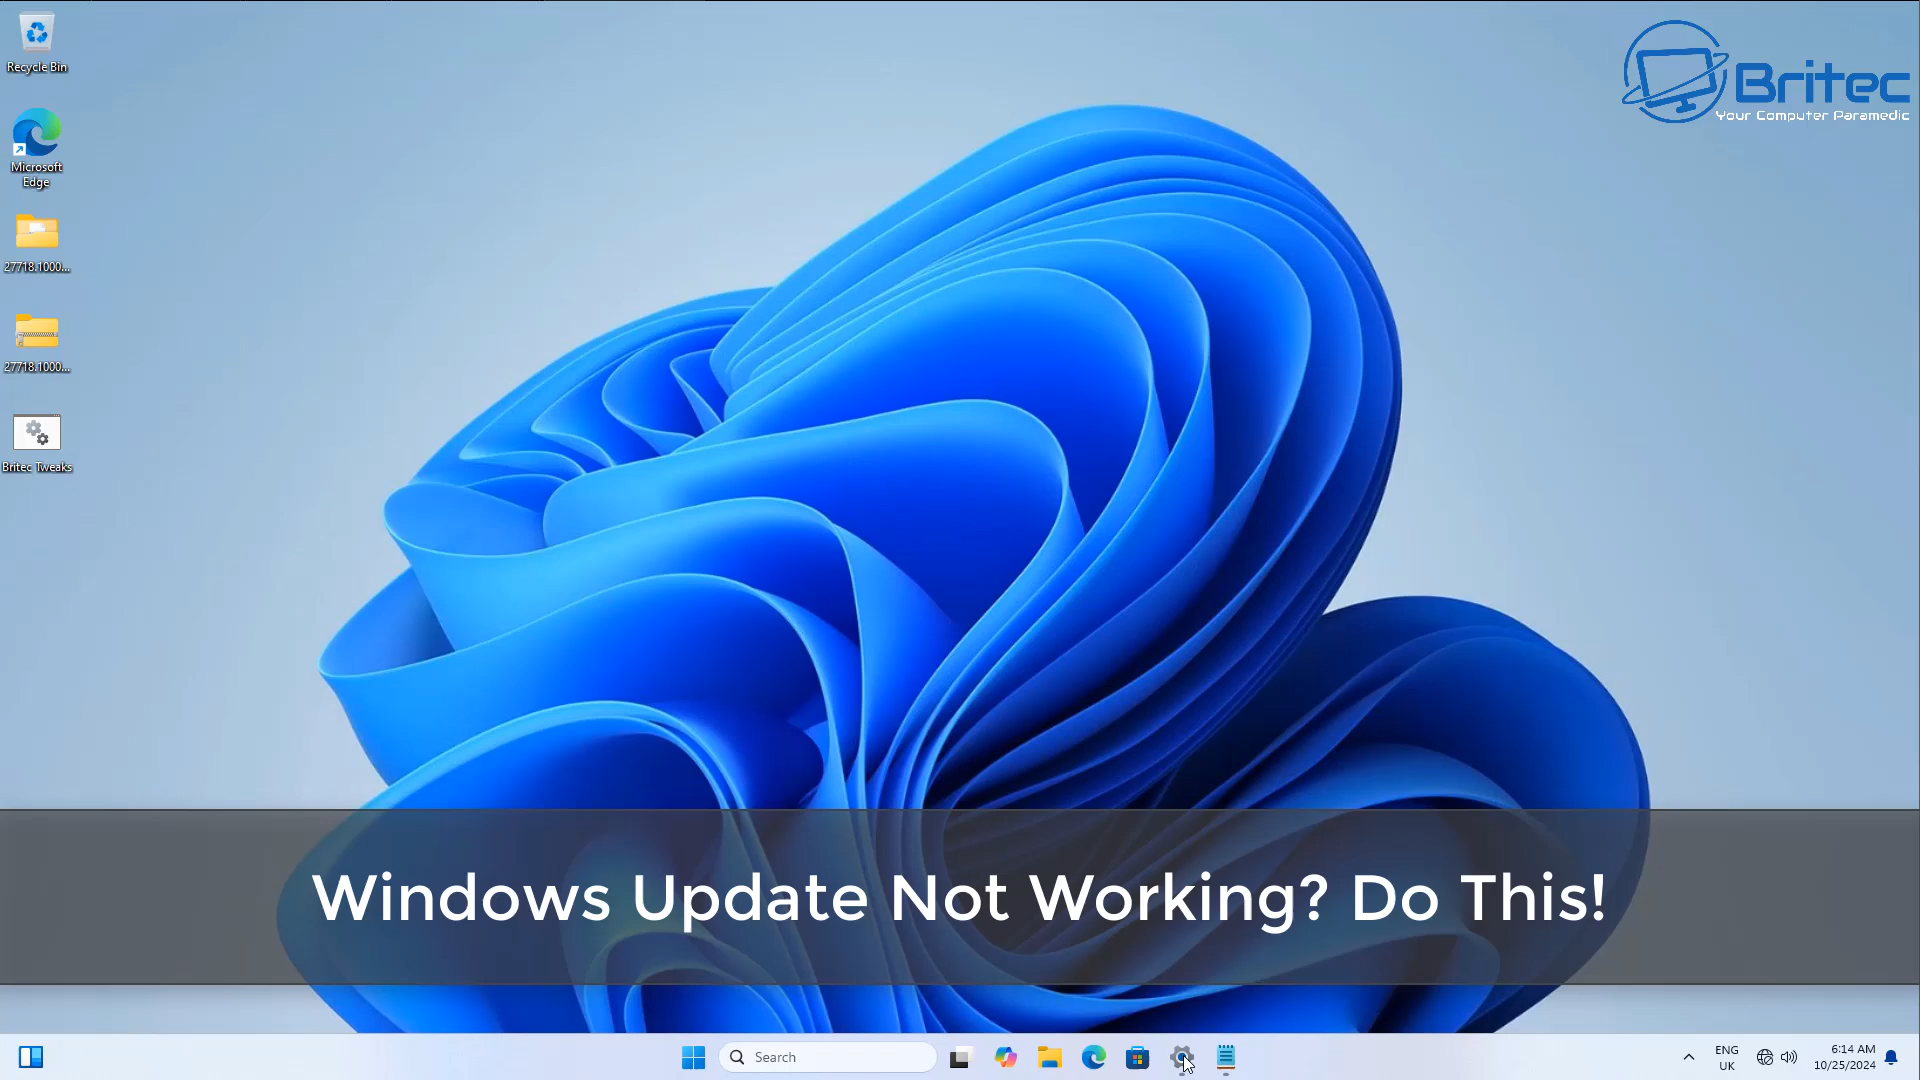 Recycle Bin
Microsoft
Edge
27718.1000...
27718.1000...
Britec Tweaks
Britec
Your Computer Paramedic
Windows Update Not Working? Do This!
Search
ENG
UK
6:14 AM
10/25/2024